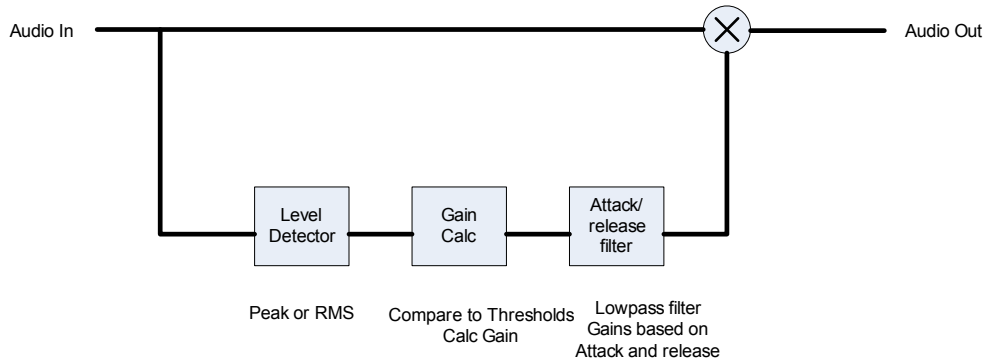 Audio In
Audio Out
Level
Detector
Gain
Calc
Attack/
release
filter
Peak or RMS
Compare to Thresholds
Calc Gain
Lowpass filter
Gains based on
Attack and release